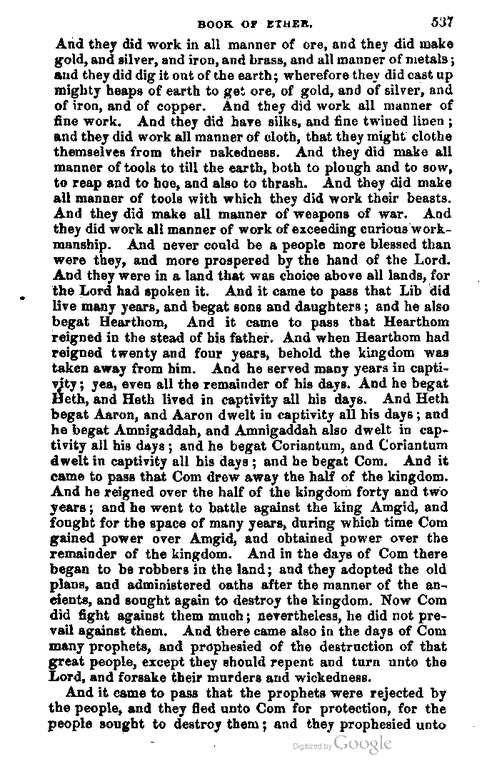 BOOK OF ETHER. 537
And they did work in all manner of ore, and they did make
gold, and silver, and iron, and brass, and all manner of metals;
and they did dig it out of the earth; wherefore they did cast up
mighty heaps of earth to get ore, of gold, and of silver, and
of iron, and of copper. And they did work all manner of
fine work. And they did have silks, and fine twined linen;
and they did work all manner of cloth, that they might clothe
themselves from their nakedness. And they did make all
manner of tools to till the earth, both to plough and to sow,
to reap and to hoe, and also to thrash. And they did make
all manner of tools with which they did work their beasts.
And they did make all manner of weapons of war. And
they did work all manner of work of exceeding curious work-
manship. And never could be a people more blessed than
were they, and more prospered by the hand of the Lord.
And they were in a land that was choice above all lands, for
the Lord had spoken it. And it came to pass that Lib did
live many years, and begat sons and daughters; and he also
begat Hearthom, And it came to pass that Hearthom
reigned in the stead of his father. And when Hearthom had
reigned twenty and four years, behold the kingdom was
taken away from him. And he served many years in capti-
vity; yea, even all the remainder of his days. And he begat
Heth, and Heth lived in captivity all his days. And Heth
begat Aaron, and Aaron dwelt in captivity all his days; and
he begat Amnigaddah, and Amnigaddah also dwelt in cap-
tivity all his days; and he begat Coriantum, and Coriantum
dwelt in captivity all his days; and he begat Com. And it
came to pass that Com drew away the half of the kingdom.
And he reigned over the half of the kingdom forty and two
years; and he went to battle against the king Amgid, and
fought for the space of many years, during which time Com
gained power over Amgid, and obtained power over the
remainder of the kingdom. And in the days of Com there
began to be robbers in the land; and they adopted the old
plans, and administered oaths after the manner of the an-
cients, and sought again to destroy the kingdom. Now Com
did fight against them much; nevertheless, he did not pre-
vail against them. And there came also in the days of Com
many prophets, and prophesied of the destruction of that
great people, except they should repent and turn unto the
Lord, and forsake their murders and wickedness.
And it came to pass that the prophets were rejected by
the people, and they fled unto Com for protection, for the
people sought to destroy them; and they prophesied unto
Digitized by Google